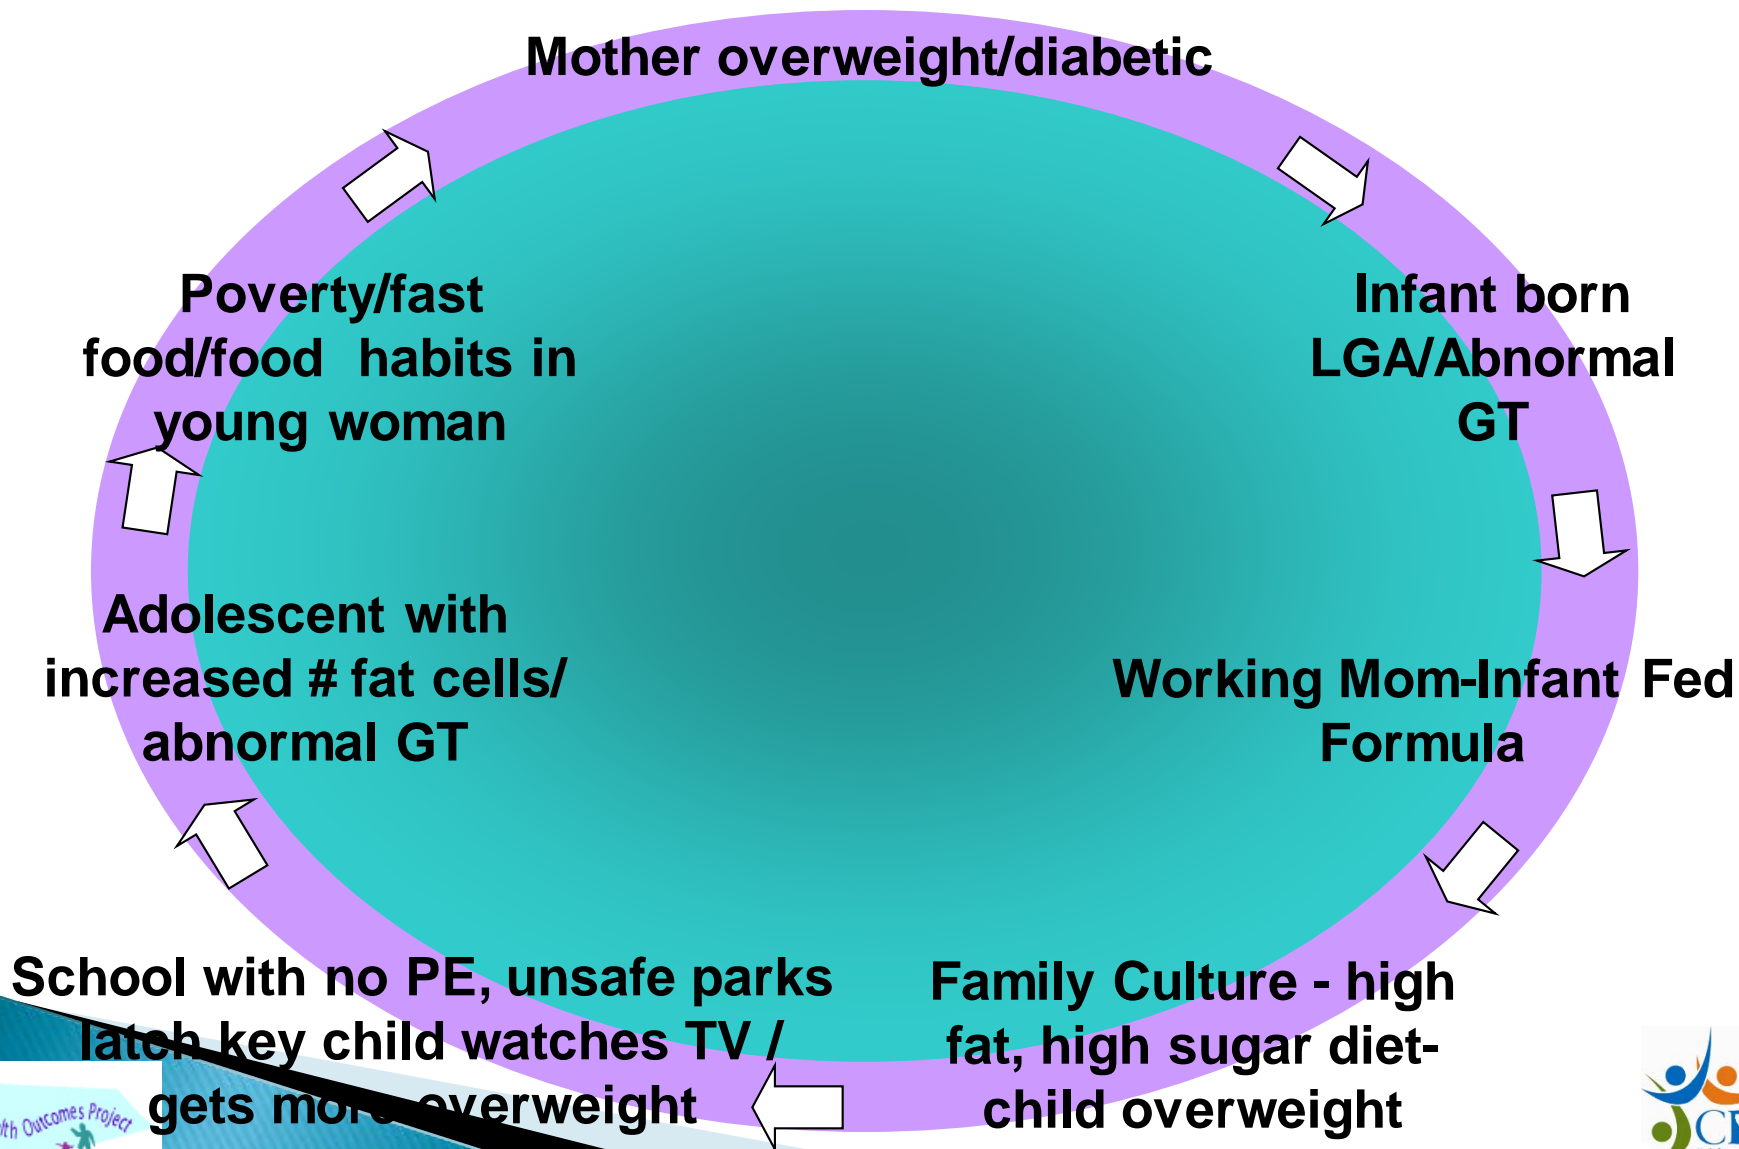 Mother overweight/diabetic
Infant born
LGA/Abnormal
GT
Working Mom-Infant Fed
Formula
Family Culture - high
fat, high sugar diet-
child overweight
School with no PE, unsafe parks
latch key child watches TV /
gets more overweight
Adolescent with
increased # fat cells/
abnormal GT
Poverty/fast
food/food habits in
young woman
Outcomes Project